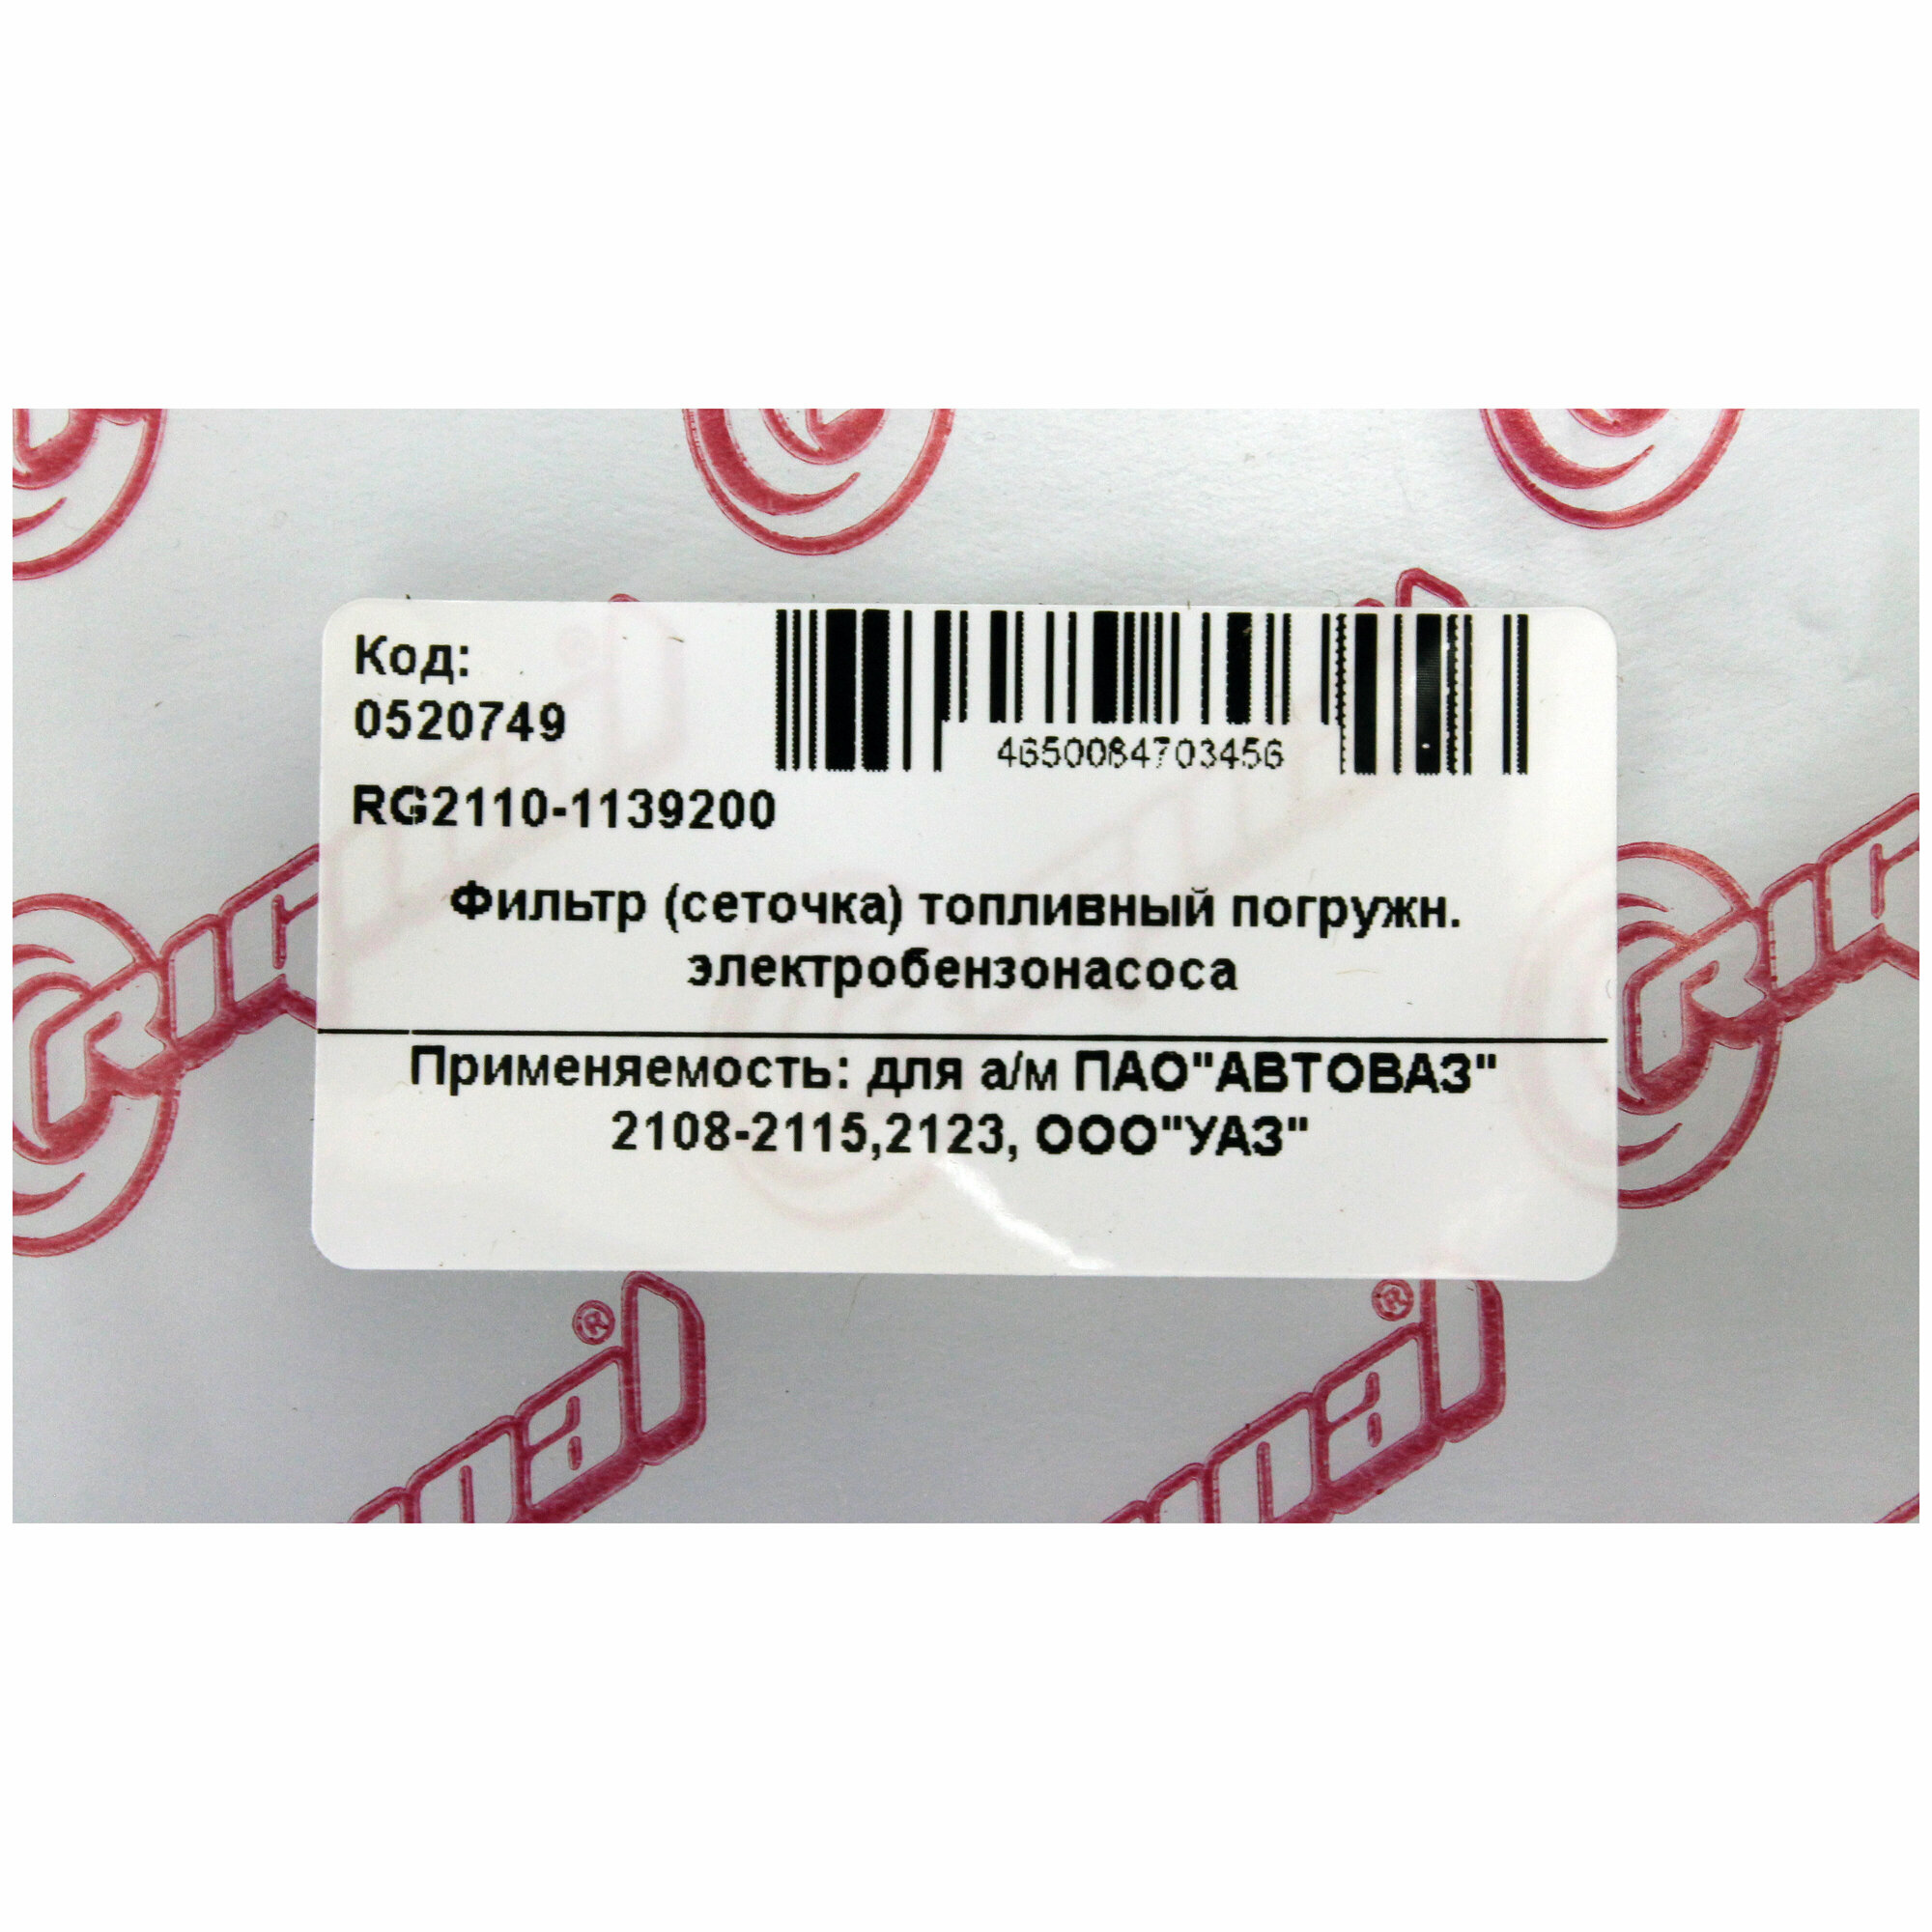 Код:
0520749
4650084703456
RG2110-1139200
Фильтр (сеточка) топливный погружн.
электробензонасоса
Применяемость: для а/м ПАО"АВТОВАЗ"
2108-2115,2123, ООО"УАЗ"